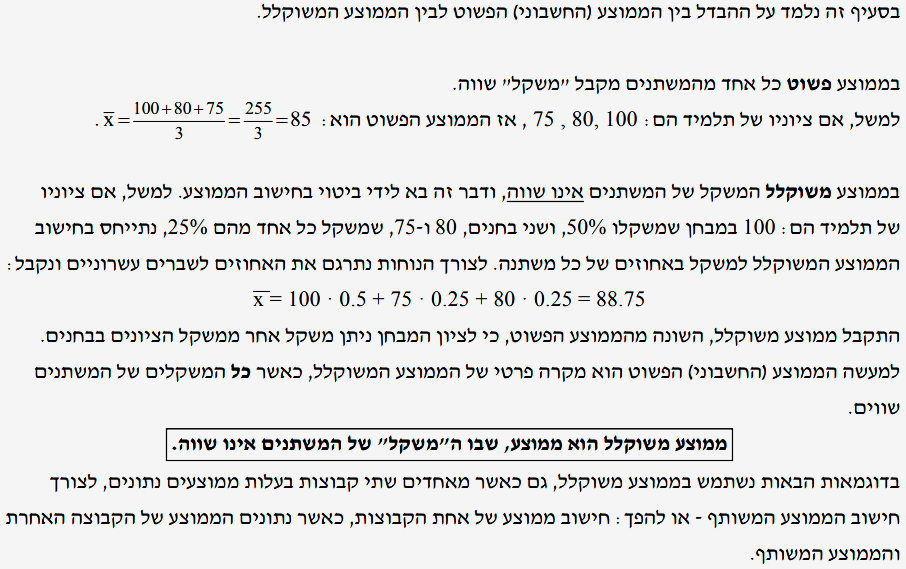 בסעיף זה נלמד על ההבדל בין הממוצע (החשבוני) הפשוט לבין הממוצע המשוקלל.
בממוצע פשוט כל אחד מהמשתנים מקבל "משקל" שווה.
למשל, אם ציוניו של תלמיד הם: 100 ,80 , 75 , אז הממוצע הפשוט הוא: x̅ = (100+80+75)/3 = 255/3 = 85 .
בממוצע משוקלל המשקל של המשתנים אינו שווה, ודבר זה בא לידי ביטוי בחישוב הממוצע. למשל, אם ציוניו
של תלמיד הם: 100 במבחן שמשקלו 50%, ושני בחנים, 80 ו-75, שמשקל כל אחד מהם 25%, נתייחס בחישוב
הממוצע המשוקלל למשקל באחוזים של כל משתנה. לצורך הנוחות נתרגם את האחוזים לשברים עשרוניים ונקבל:
x̅ = 100 · 0.5 + 75 · 0.25 + 80 · 0.25 = 88.75
התקבל ממוצע משוקלל, השונה מהממוצע הפשוט, כי לציון המבחן ניתן משקל אחר ממשקל הציונים בבחנים.
למעשה הממוצע (החשבוני) הפשוט הוא מקרה פרטי של הממוצע המשוקלל, כאשר כל המשקלים של המשתנים
שווים.
ממוצע משוקלל הוא ממוצע, שבו ה"משקל" של המשתנים אינו שווה.
בדוגמאות הבאות נשתמש בממוצע משוקלל, גם כאשר מאחדים שתי קבוצות בעלות ממוצעים נתונים, לצורך
חישוב הממוצע המשותף - או להפך: חישוב ממוצע של אחת הקבוצות, כאשר נתונים הממוצע של הקבוצה האחרת
והממוצע המשותף.